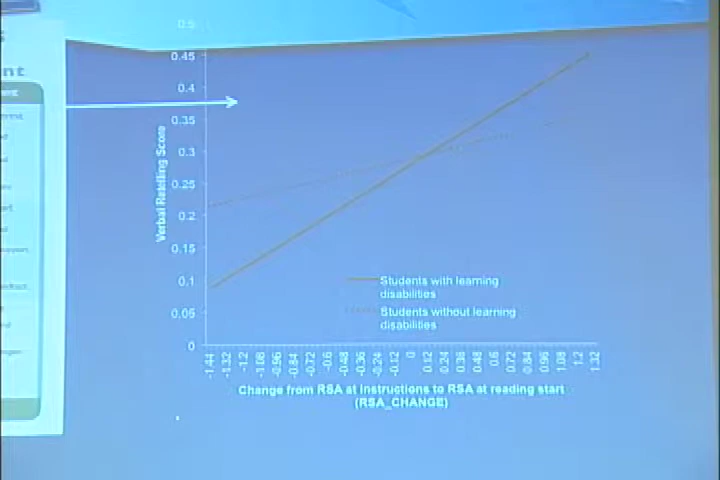 0.5
0.45
0.4
0.35
0.3
0.25
0.2
0.15
0.1
0.05
0
Verbal Retelling Score
Students with learning
disabilities
Students without learning
disabilities
-1.44 -1.32 -1.2 -1.08 -0.96 -0.84 -0.72 -0.6 -0.48 -0.36 -0.24 -0.12 0 0.12 0.24 0.36 0.48 0.6 0.72 0.84 0.96 1.08 1.2 1.32
Change from RSA at instructions to RSA at reading start
(RSA_CHANGE)